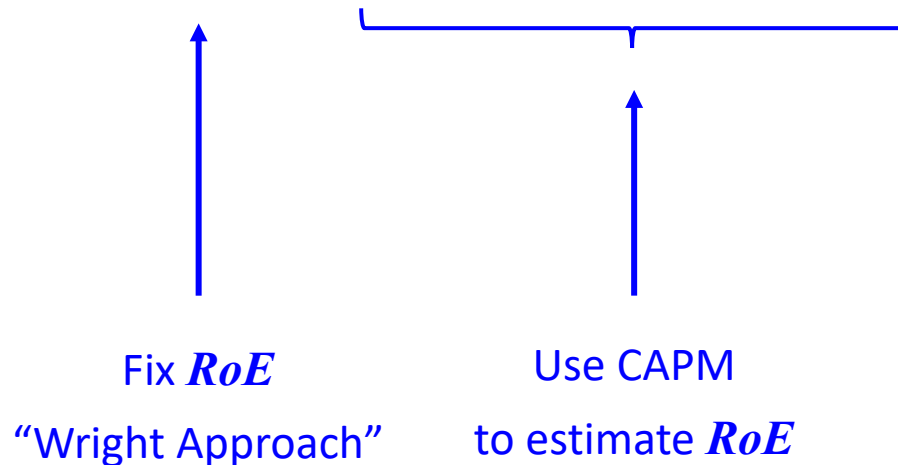 Fix RoE
“Wright Approach”
Use CAPM
to estimate RoE